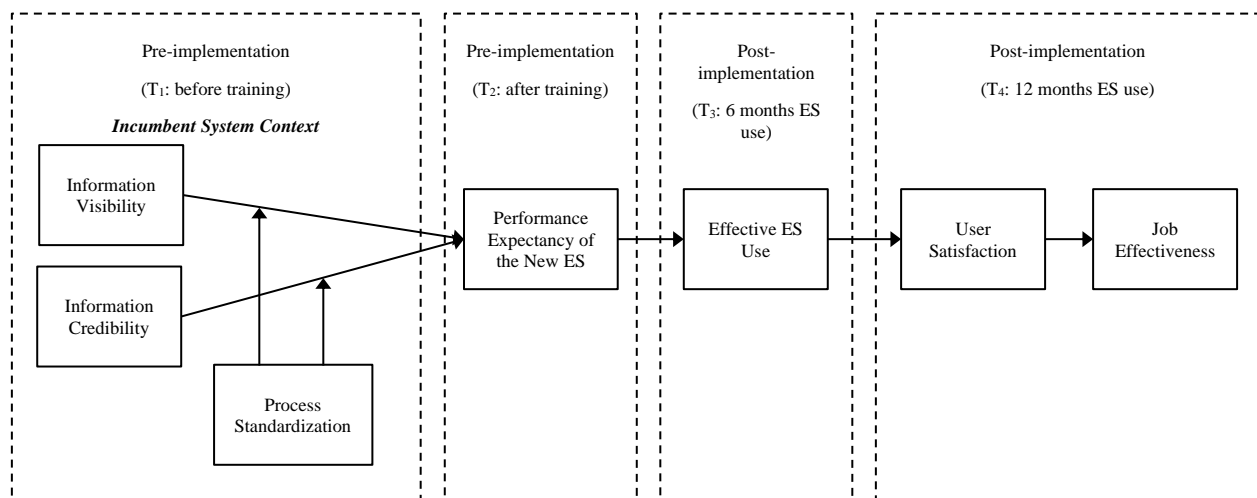 Pre-implementation
(T₁: before training)
Incumbent System Context
Information
Visibility
Information
Credibility
Process
Standardization
Pre-implementation
(T₂: after training)
Performance
Expectancy of
the New ES
Post-
implementation
(T₃: 6 months ES
use)
Effective ES
Use
Post-implementation
(T₄: 12 months ES use)
User
Satisfaction
Job
Effectiveness